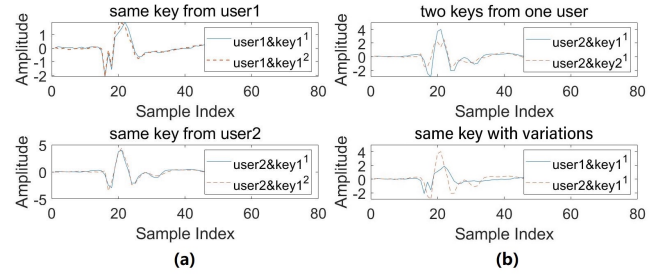 same key from user1
Amplitude
1
0
-1
-2
user1&key1¹
user1&key1²
0 20 40 60 80
Sample Index
same key from user2
Amplitude
5
0
-5
user2&key1¹
user2&key1²
0 20 40 60 80
Sample Index
(a)
two keys from one user
Amplitude
4
2
0
-2
user2&key1¹
user2&key2¹
0 20 40 60 80
Sample Index
same key with variations
Amplitude
4
2
0
-2
user1&key1¹
user2&key1¹
0 20 40 60 80
Sample Index
(b)